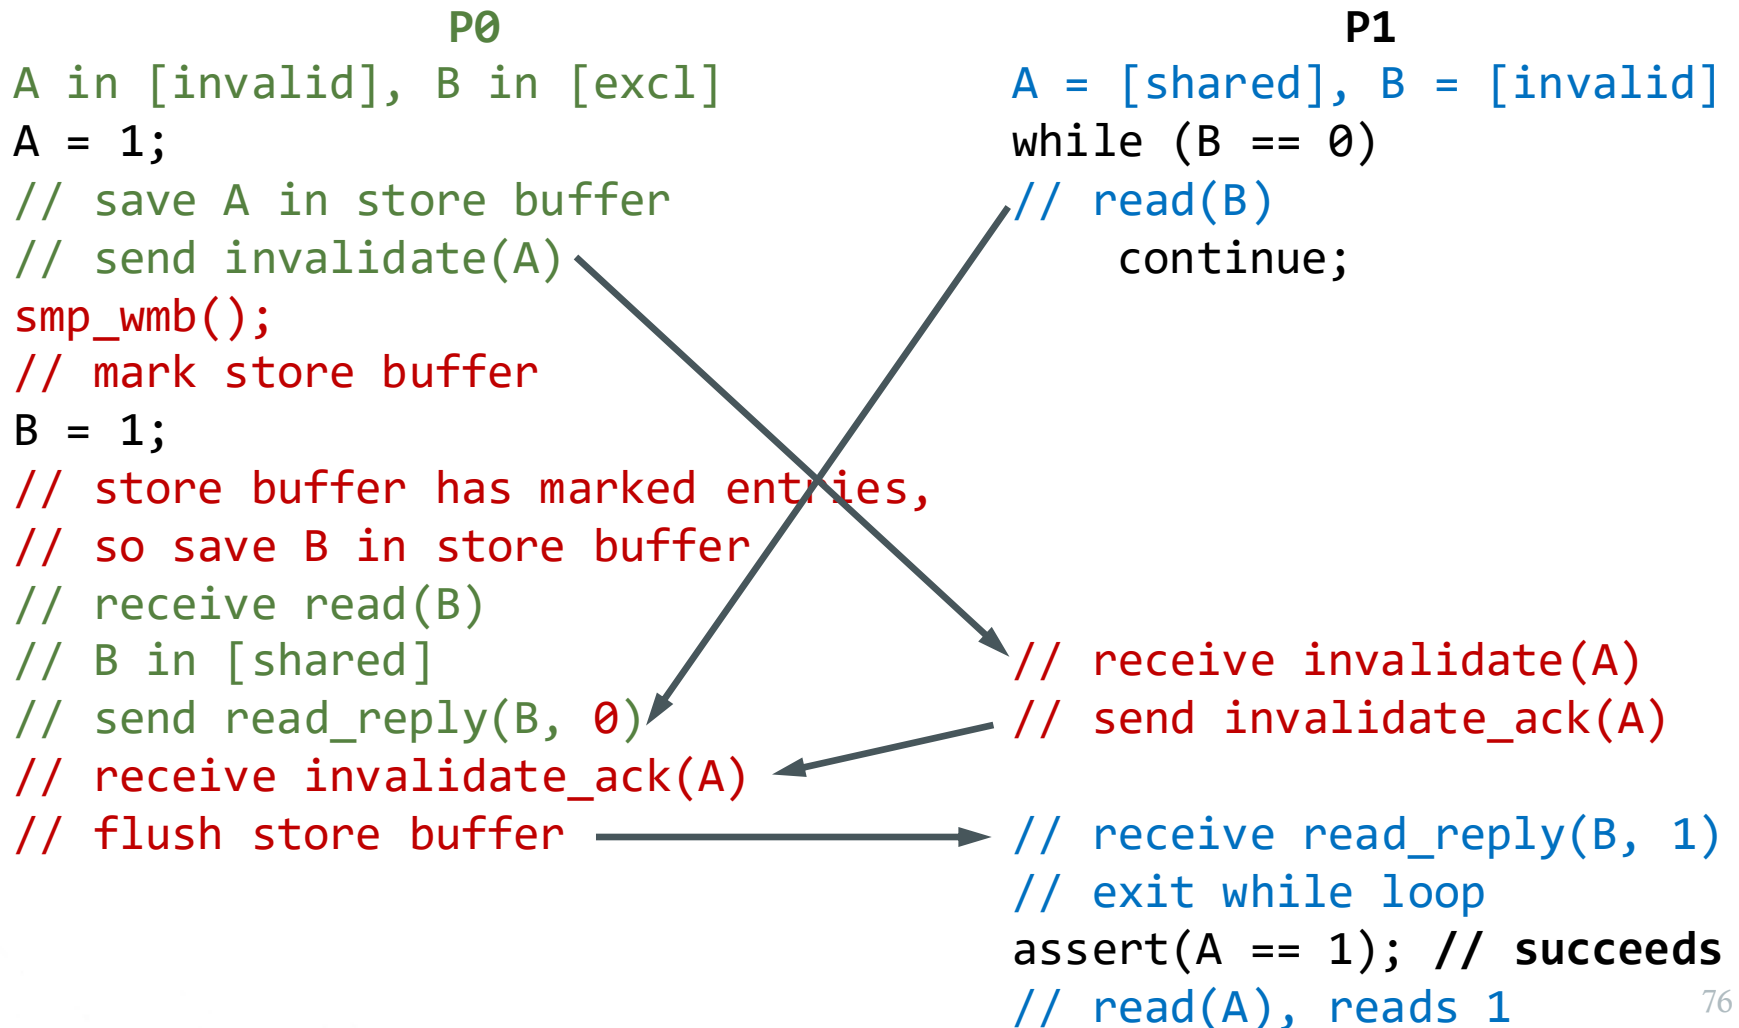 P0
A in [invalid], B in [excl]
A = 1;
// save A in store buffer
// send invalidate(A)
smp_wmb();
// mark store buffer
B = 1;
// store buffer has marked entries,
// so save B in store buffer
// receive read(B)
// B in [shared]
// send read_reply(B, 0)
// receive invalidate_ack(A)
// flush store buffer
P1
A = [shared], B = [invalid]
while (B == 0)
// read(B)
continue;
// receive invalidate(A)
// send invalidate_ack(A)
// receive read_reply(B, 1)
// exit while loop
assert(A == 1); // succeeds
// read(A), reads 1
76